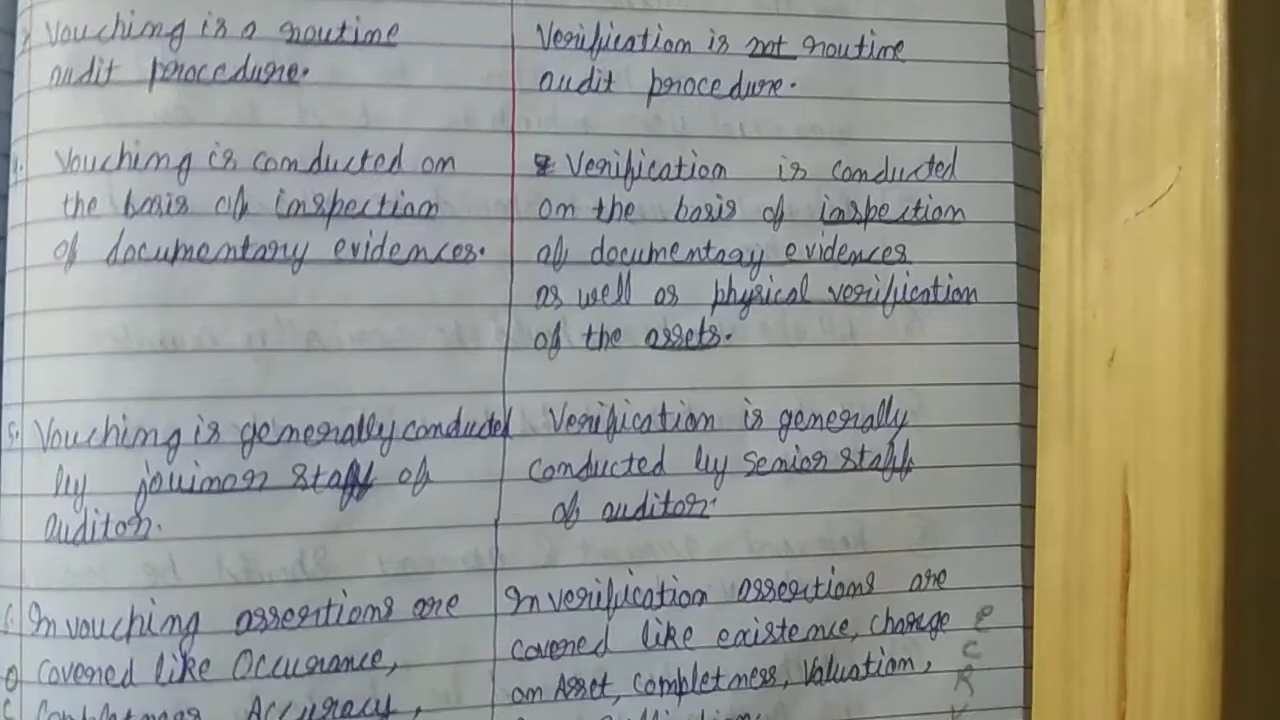 Vouching is a routine
audit procedure.
Verification is not routine
audit procedure.
Vouching is conducted on
the basis of inspection
of documentary evidences.
Verification is conducted
on the basis of inspection
of documentary evidences
as well as physical verification
of the assets.
5. Vouching is generally conducted
by jouinor staff of
auditor.
Verification is generally
conducted by senior staff
of auditor.
In vouching assertions are
covered like Occurance,
Completness, Accuracy,
In verification assertions are
covered like existence, charge
on Asset, completness, Valuation,
e
C
R